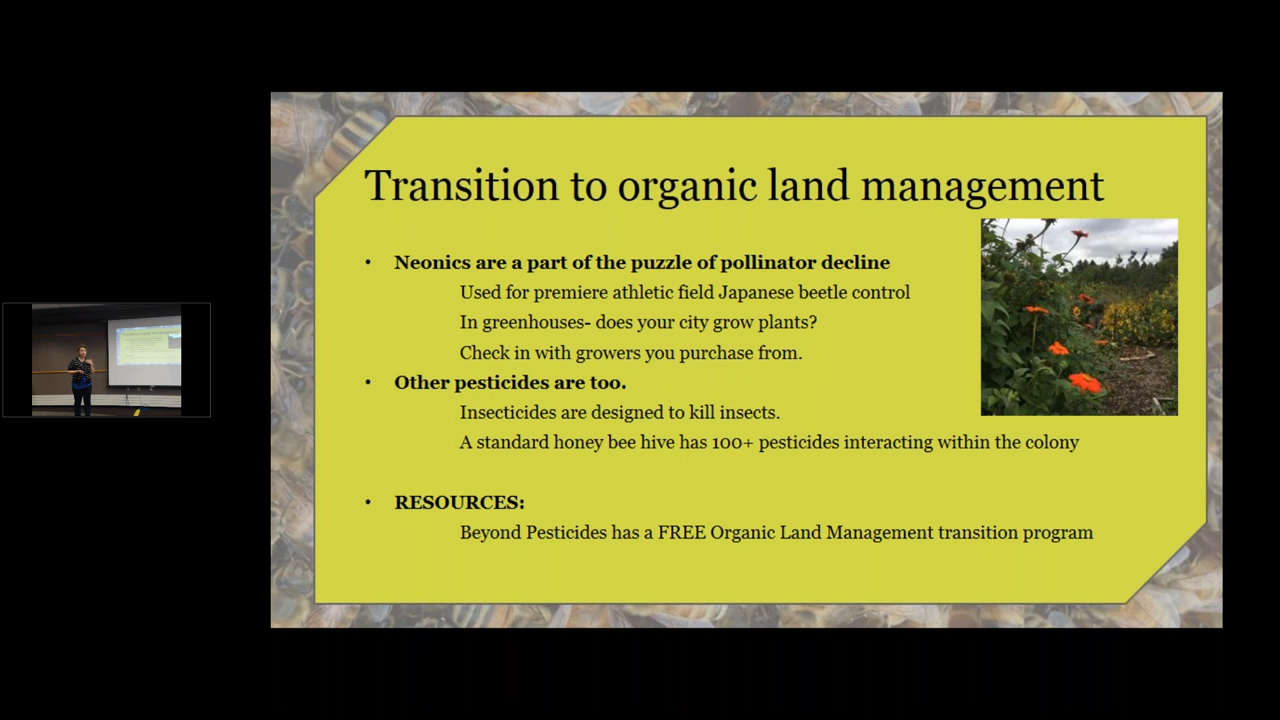 Transition to organic land management
• Neonics are a part of the puzzle of pollinator decline
Used for premiere athletic field Japanese beetle control
In greenhouses- does your city grow plants?
Check in with growers you purchase from.
• Other pesticides are too.
Insecticides are designed to kill insects.
A standard honey bee hive has 100+ pesticides interacting within the colony
• RESOURCES:
Beyond Pesticides has a FREE Organic Land Management transition program